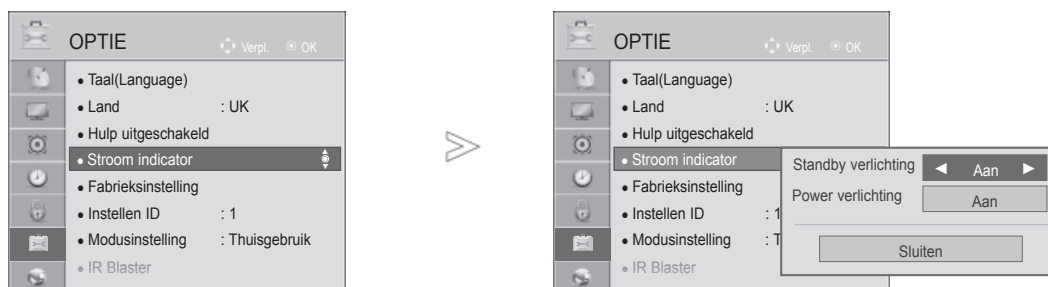 OPTIE Verpl. OK
• Taal(Language)
• Land : UK
• Hulp uitgeschakeld
• Stroom indicator
• Fabrieksinstelling
• Instellen ID : 1
• Modusinstelling : Thuisgebruik
• IR Blaster
OPTIE Verpl. OK
• Taal(Language)
• Land : UK
• Hulp uitgeschakeld
• Stroom indicator
• Fabrieksinstelling
• Instellen ID : 1
• Modusinstelling : T
• IR Blaster
Standby verlichting ◄ Aan ►
Power verlichting Aan
Sluiten